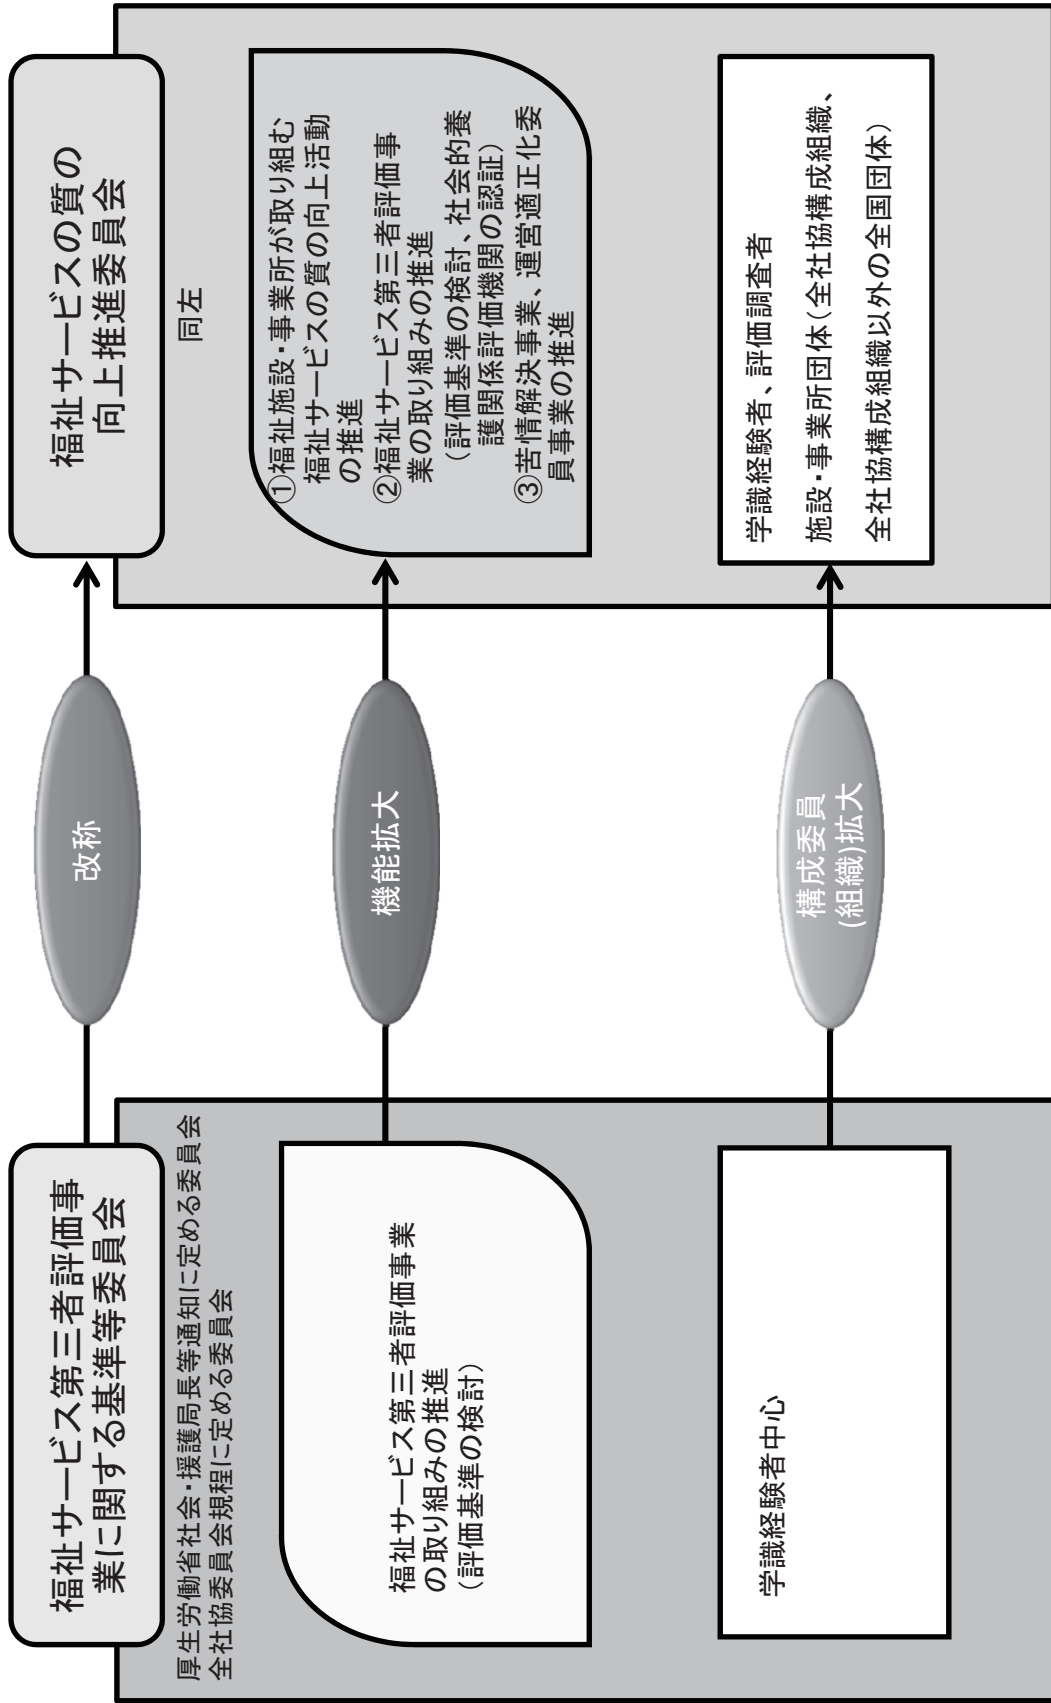 福祉サービス第三者評価事
業に関する基準等委員会
厚生労働省社会・援護局長等通知に定める委員会
全社協委員会規程に定める委員会
福祉サービス第三者評価事業
の取り組みの推進
（評価基準の検討）
学識経験者中心
改称
機能拡大
構成委員
(組織)拡大
福祉サービスの質の
向上推進委員会
同左
①福祉施設・事業所が取り組む
福祉サービスの質の向上活動
の推進
②福祉サービス第三者評価事
業の取り組みの推進
（評価基準の検討、社会的養
護関係評価機関の認証）
③苦情解決事業、運営適正化委
員事業の推進
学識経験者、評価調査者
施設・事業所団体（全社協構成組織、
全社協構成組織以外の全国団体）